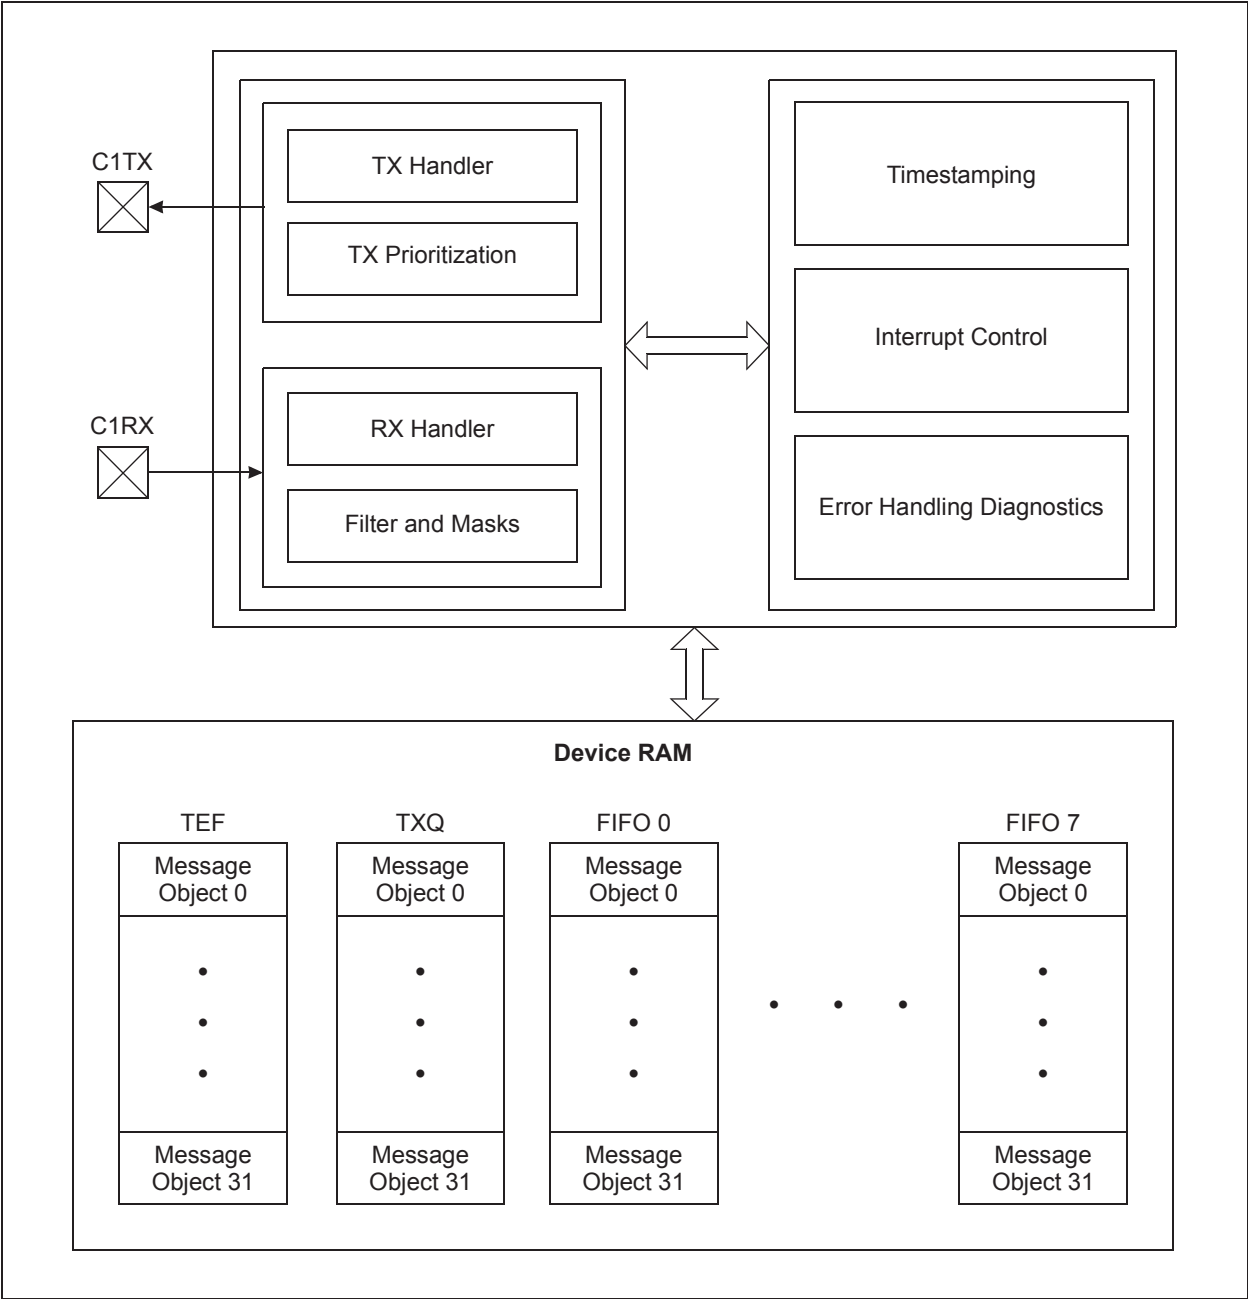 C1TX
TX Handler
TX Prioritization
C1RX
RX Handler
Filter and Masks
Timestamping
Interrupt Control
Error Handling Diagnostics
Device RAM
TEF
Message
Object 0
Message
Object 31
TXQ
Message
Object 0
Message
Object 31
FIFO 0
Message
Object 0
Message
Object 31
FIFO 7
Message
Object 0
Message
Object 31